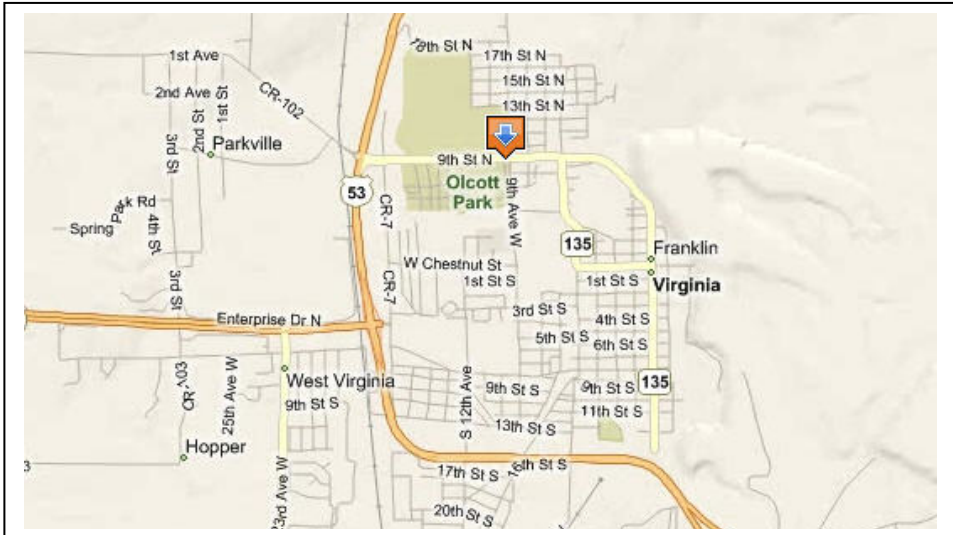 18th St N
17th St N
1st Ave
15th St N
2nd Ave
CR-102
13th St N
1st St
2nd St
3rd St
Parkville
9th St N
Olcott
Park
53
CR-7
9th Ave W
Spring Park Rd
4th St
135
Franklin
W Chestnut St
1st St S
1st St S
Virginia
3rd St
CR-7
3rd St S
4th St S
Enterprise Dr N
5th St S
6th St S
CR-703
25th Ave W
West Virginia
9th St S
S 12th Ave
9th St S
9th St S
135
11th St S
13th St S
Hopper
16th St S
17th St S
3
23rd Ave W
20th St S